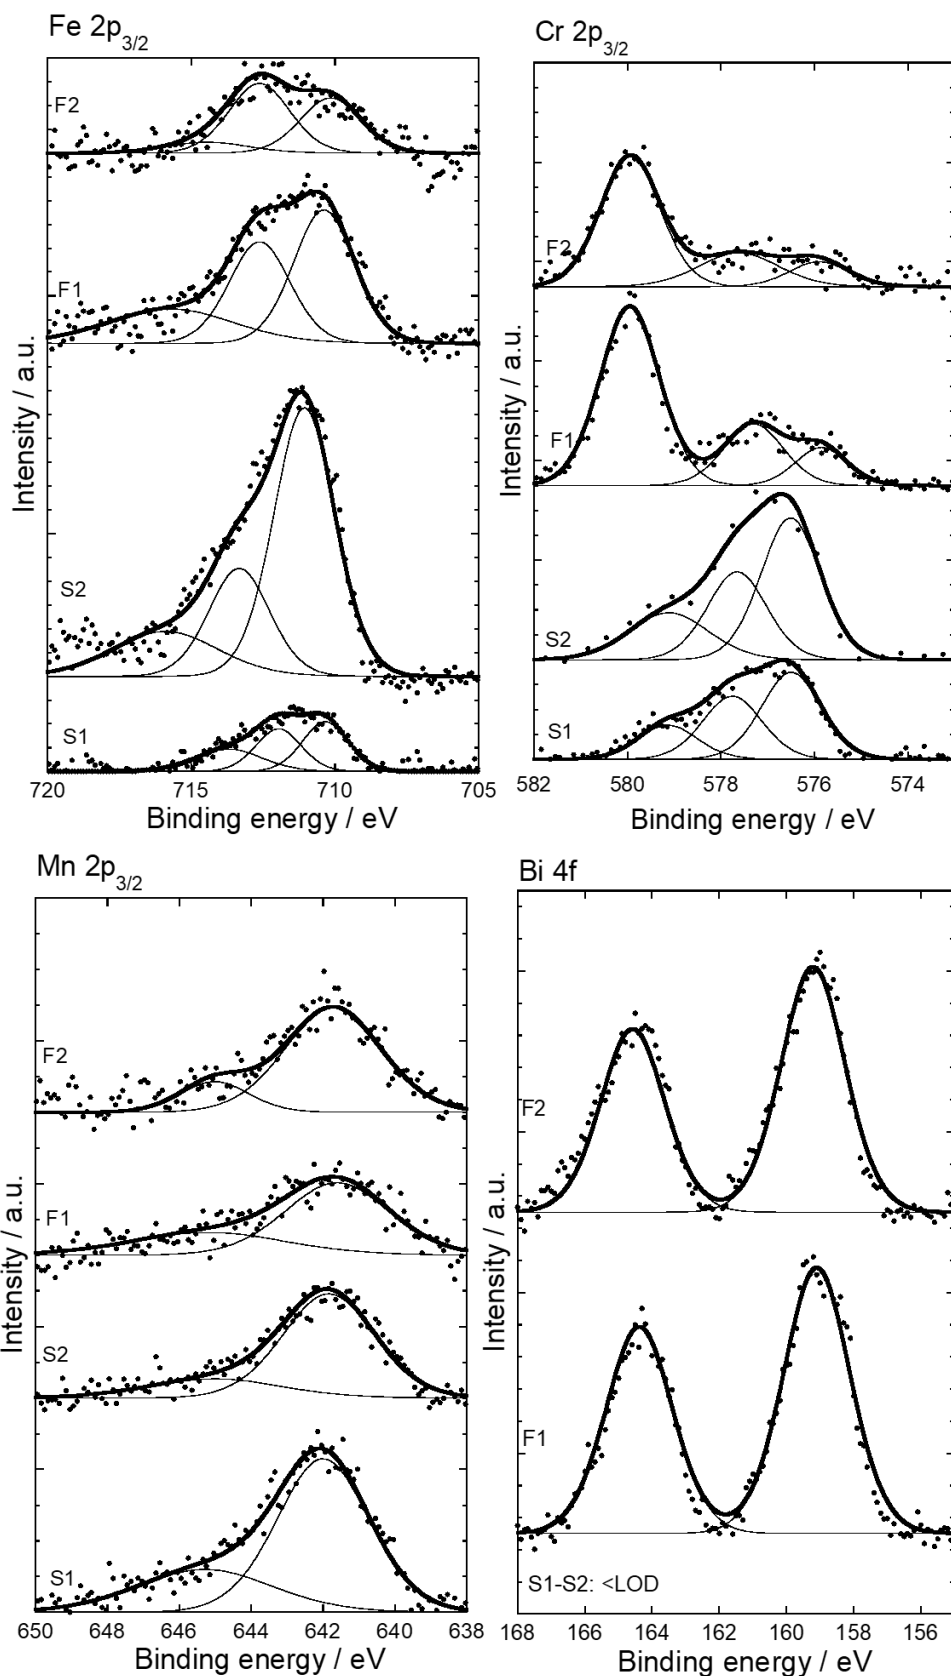 Fe 2p3/2
F2
F1
S2
S1
Intensity / a.u.
720 715 710 705
Binding energy / eV
Cr 2p3/2
F2
F1
S2
S1
Intensity / a.u.
582 580 578 576 574
Binding energy / eV
Mn 2p3/2
F2
F1
S2
S1
Intensity / a.u.
650 648 646 644 642 640 638
Binding energy / eV
Bi 4f
F2
F1
S1-S2: <LOD
Intensity / a.u.
168 166 164 162 160 158 156
Binding energy / eV